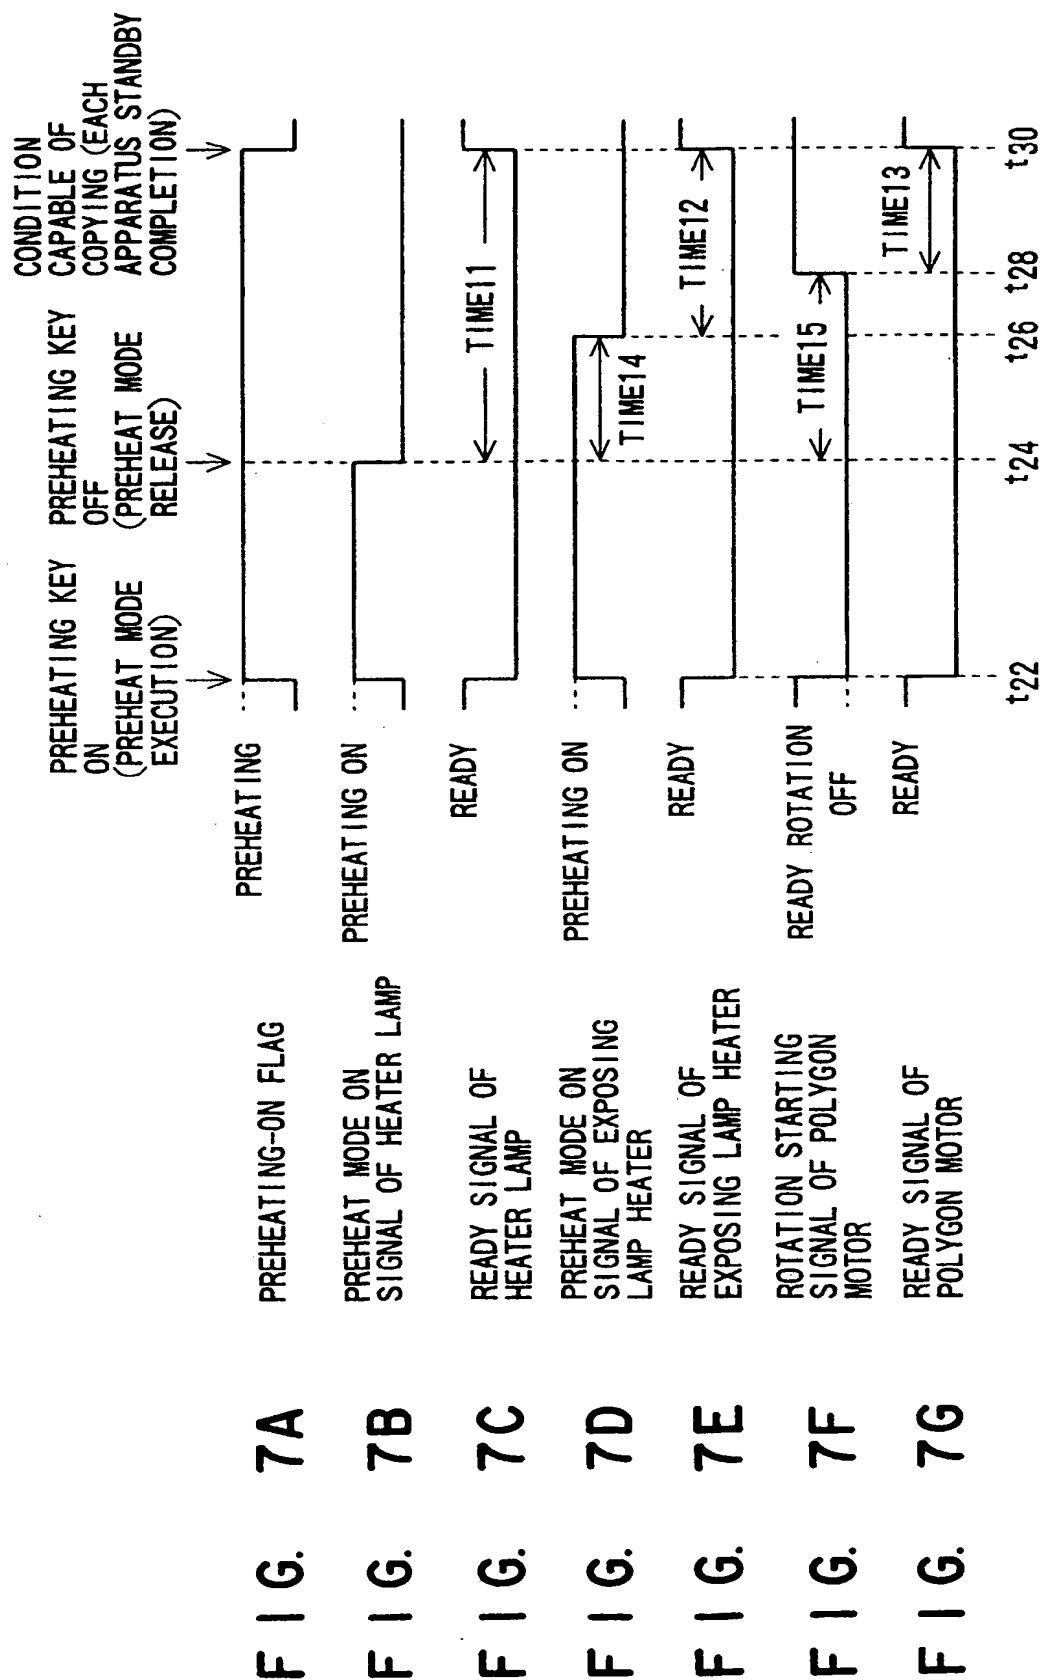 PREHEATING KEY
ON
(PREHEAT MODE
EXECUTION)
PREHEATING KEY
OFF
(PREHEAT MODE
RELEASE)
CONDITION
CAPABLE OF
COPYING (EACH
APPARATUS STANDBY
COMPLETION)
FIG. 7A
PREHEATING-ON FLAG
PREHEATING
FIG. 7B
PREHEAT MODE ON
SIGNAL OF HEATER LAMP
PREHEATING ON
FIG. 7C
READY SIGNAL OF
HEATER LAMP
READY
TIME11
FIG. 7D
PREHEAT MODE ON
SIGNAL OF EXPOSING
LAMP HEATER
PREHEATING ON
TIME14
FIG. 7E
READY SIGNAL OF
EXPOSING LAMP HEATER
READY
TIME12
FIG. 7F
ROTATION STARTING
SIGNAL OF POLYGON
MOTOR
READY ROTATION
OFF
TIME15
FIG. 7G
READY SIGNAL OF
POLYGON MOTOR
READY
TIME13
t22 t24 t26 t28 t30